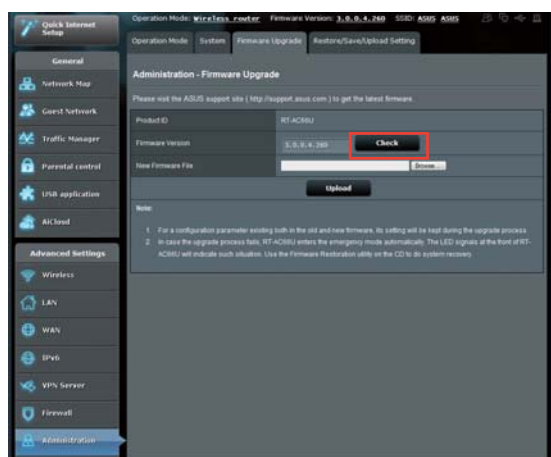 Quick Internet
Setup
Operation Mode: Wireless router Firmware Version: 3.0.0.4.260 SSID: ASUS ASUS
Operation Mode System Firmware Upgrade Restore/Save/Upload Setting
General
Network Map
Guest Network
Traffic Manager
Parental control
USB application
AiCloud
Advanced Settings
Wireless
LAN
WAN
IPv6
VPN Server
Firewall
Administration
Administration - Firmware Upgrade
Please visit the ASUS support site ( http://support.asus.com ) to get the latest firmware.
Product ID RT-AC66U
Firmware Version 3.0.0.4.260 Check
New Firmware File Browse...
Upload
Note:
1. For a configuration parameter existing both in the old and new firmware, its setting will be kept during the upgrade process.
2. In case the upgrade process fails, RT-AC66U enters the emergency mode automatically. The LED signals at the front of RT-
AC66U will indicate such situation. Use the Firmware Restoration utility on the CD to do system recovery.